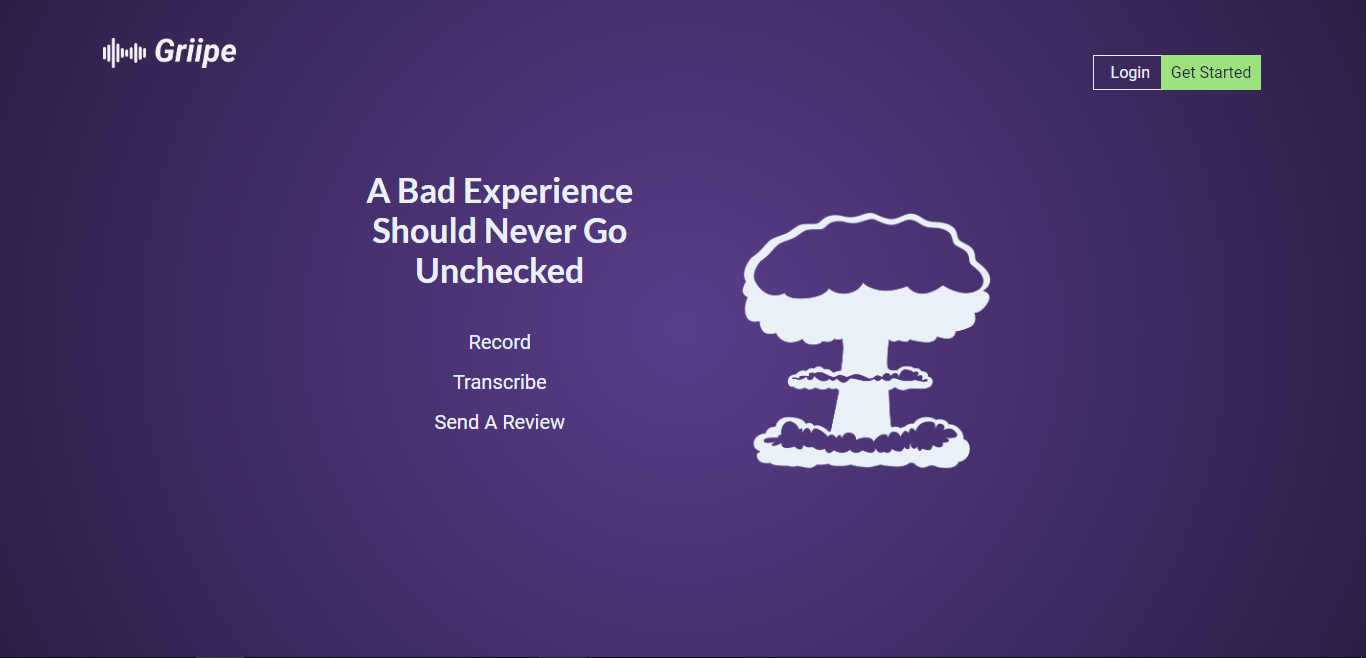 Griipe
Login
Get Started
A Bad Experience
Should Never Go
Unchecked
Record
Transcribe
Send A Review